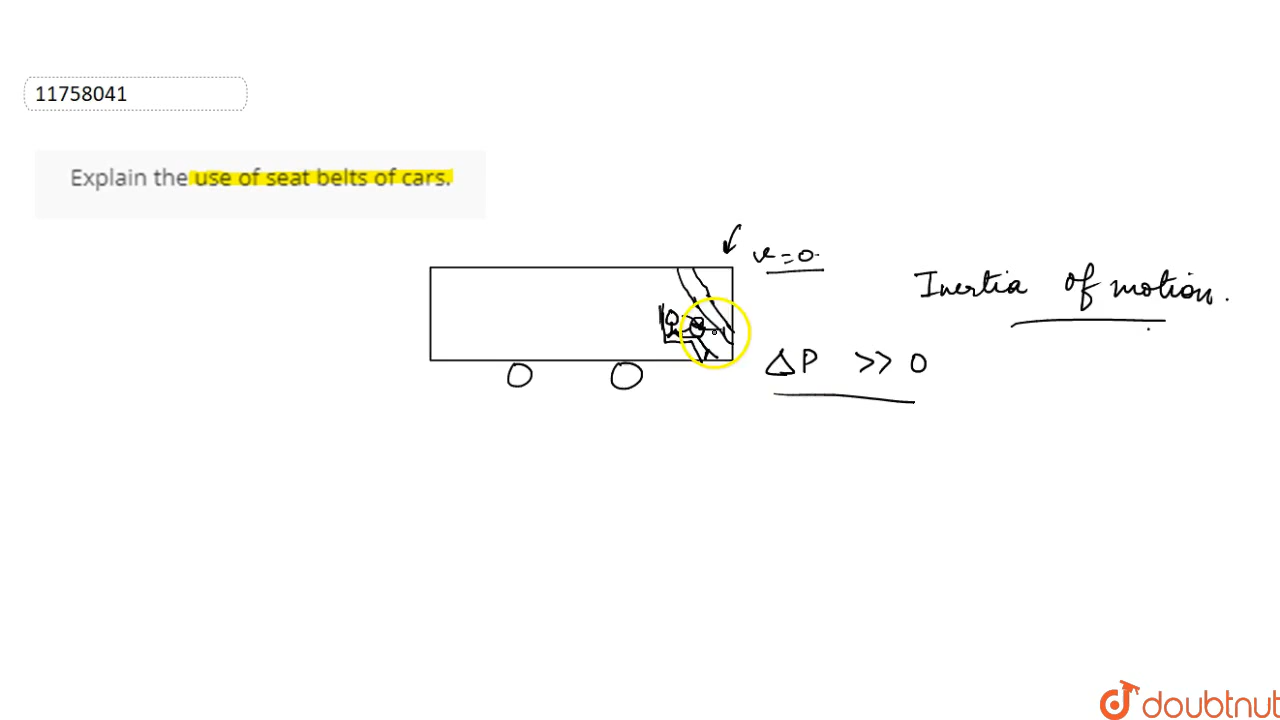 11758041
Explain the use of seat belts of cars.
v=0
Inertia of motion.
ΔP >> 0
doubtnut